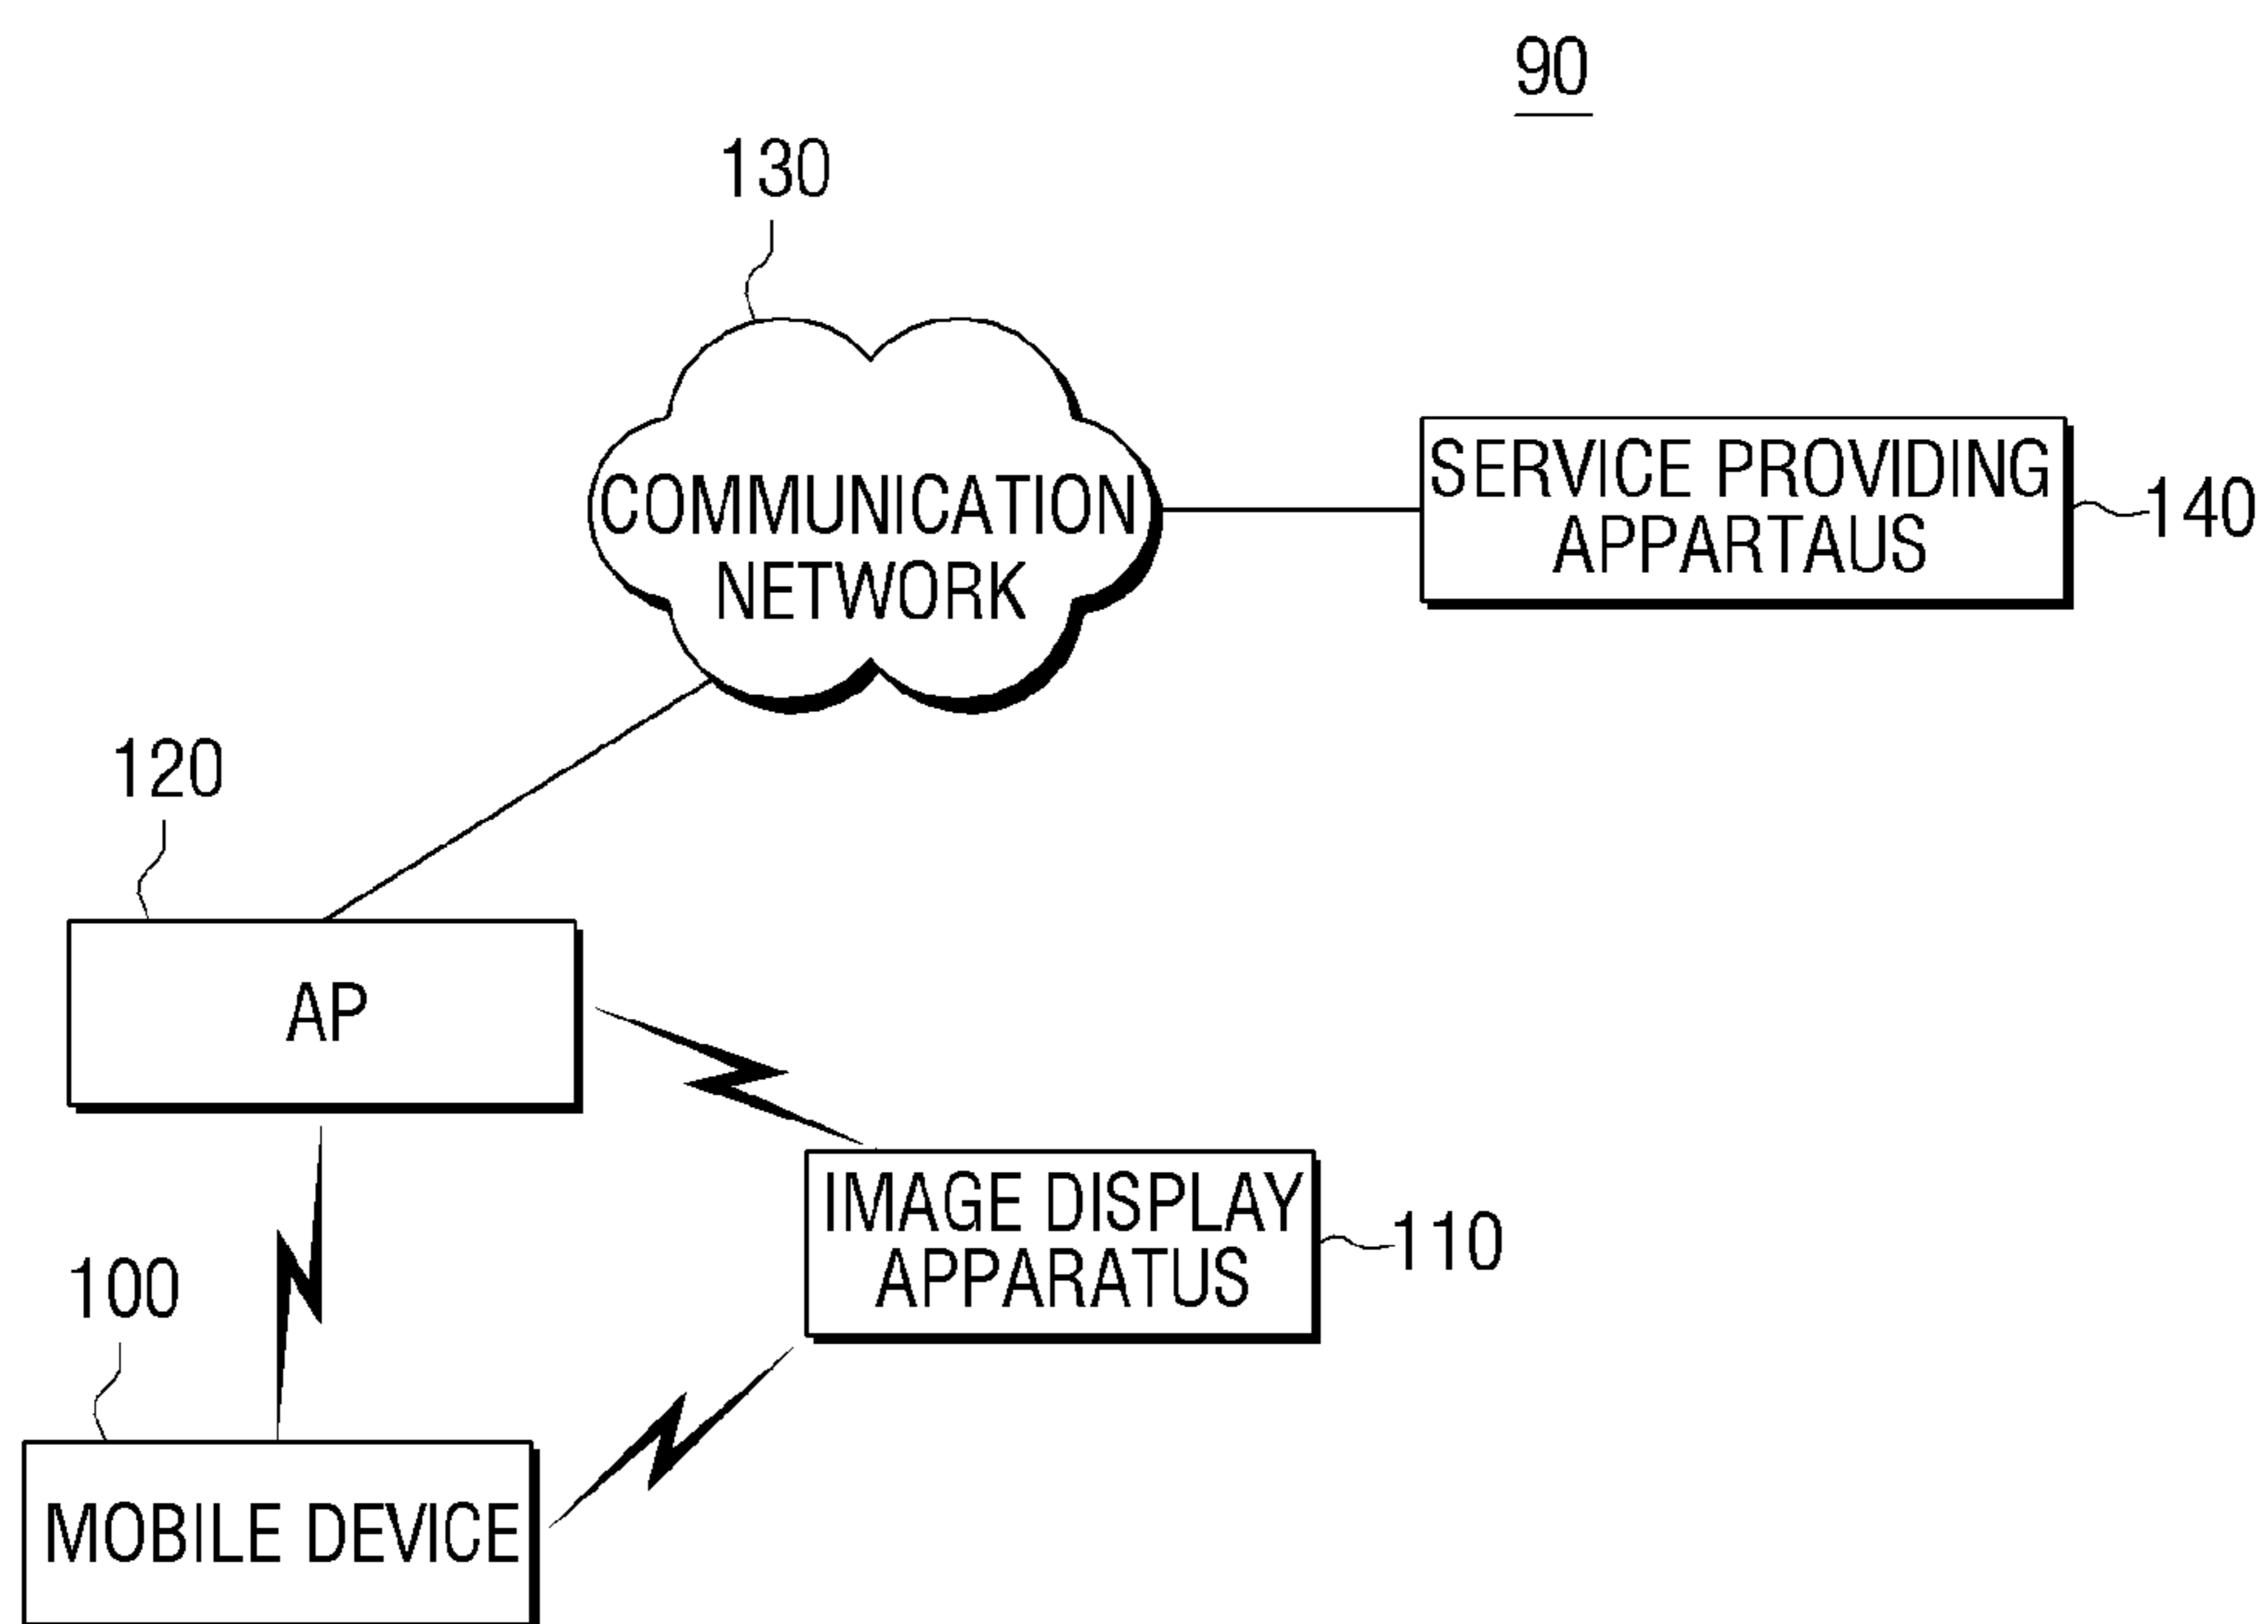 90
130
COMMUNICATION
NETWORK
SERVICE PROVIDING
APPARTAUS
140
120
AP
IMAGE DISPLAY
APPARATUS
110
100
MOBILE DEVICE